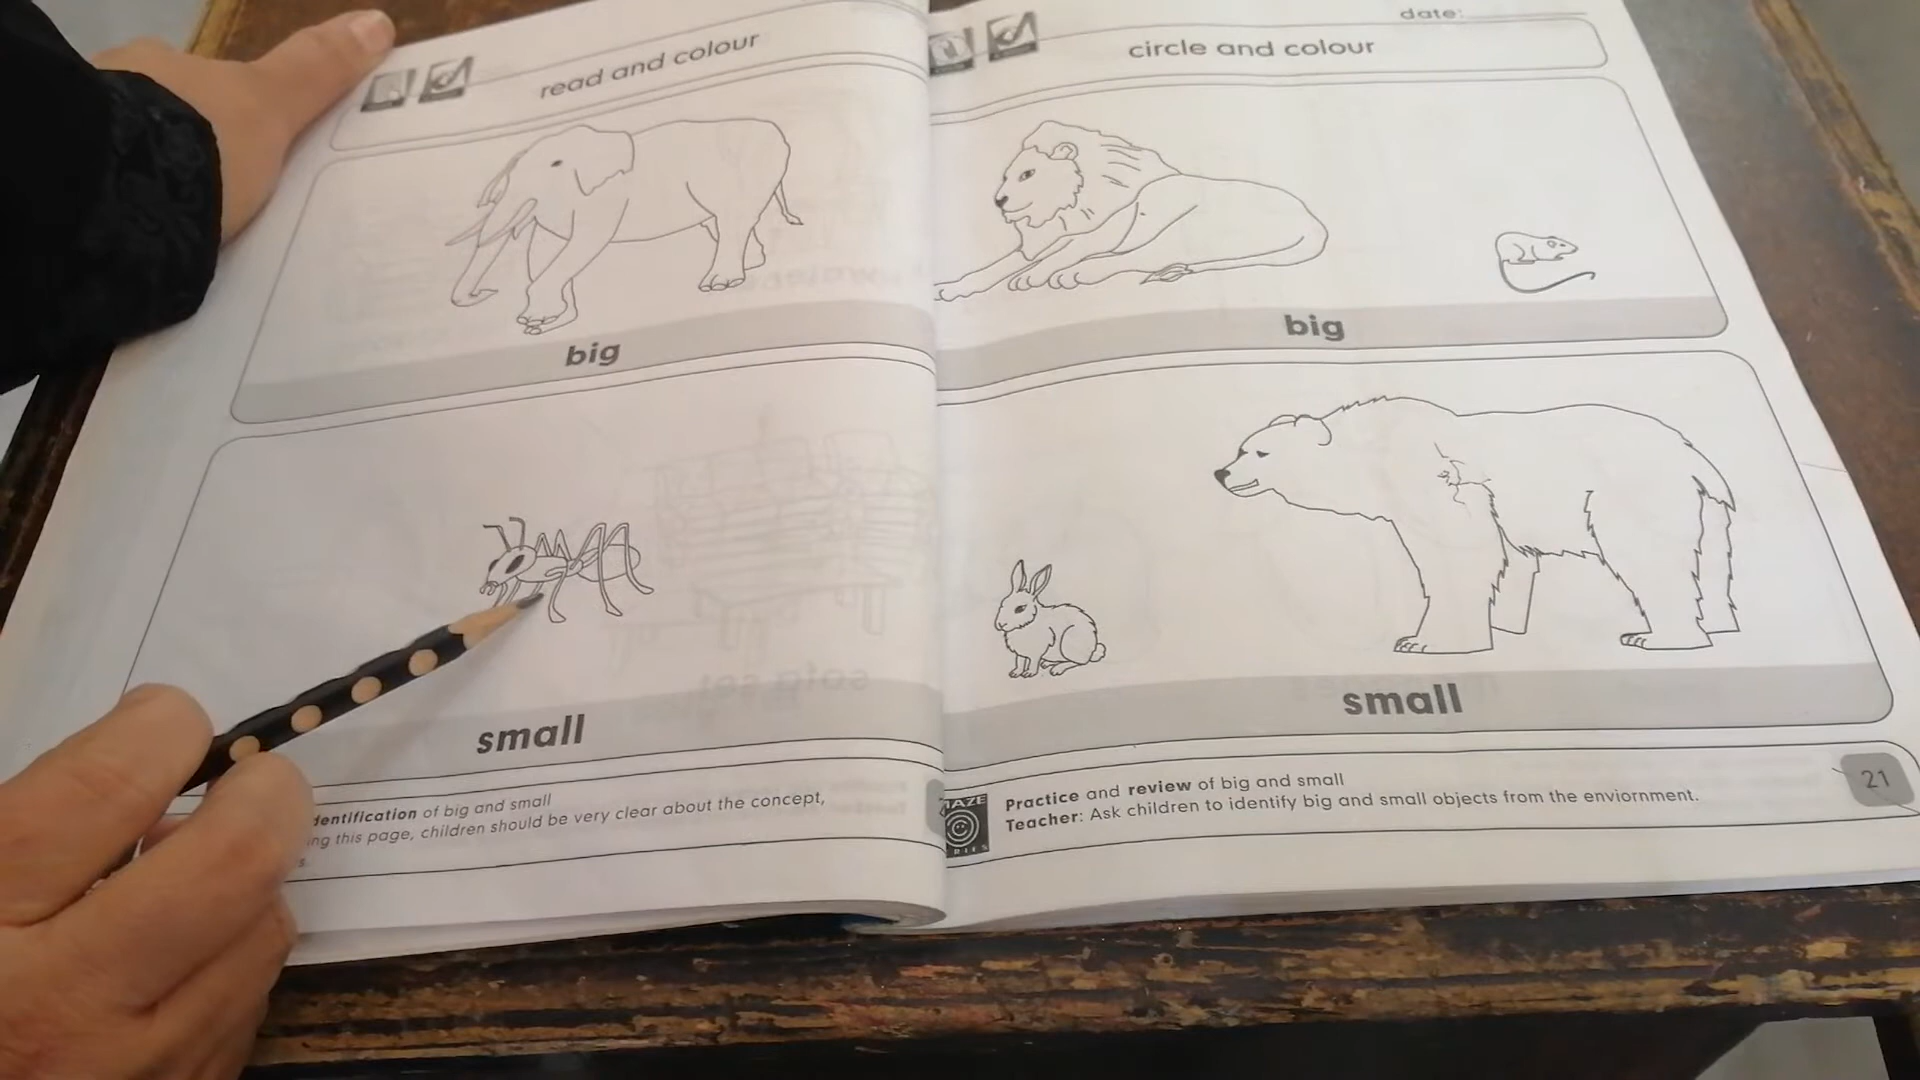 read and colour
big
small
dentification of big and small
ing this page, children should be very clear about the concept,
s.
date:
circle and colour
big
small
Practice and review of big and small
Teacher: Ask children to identify big and small objects from the enviornment.
21